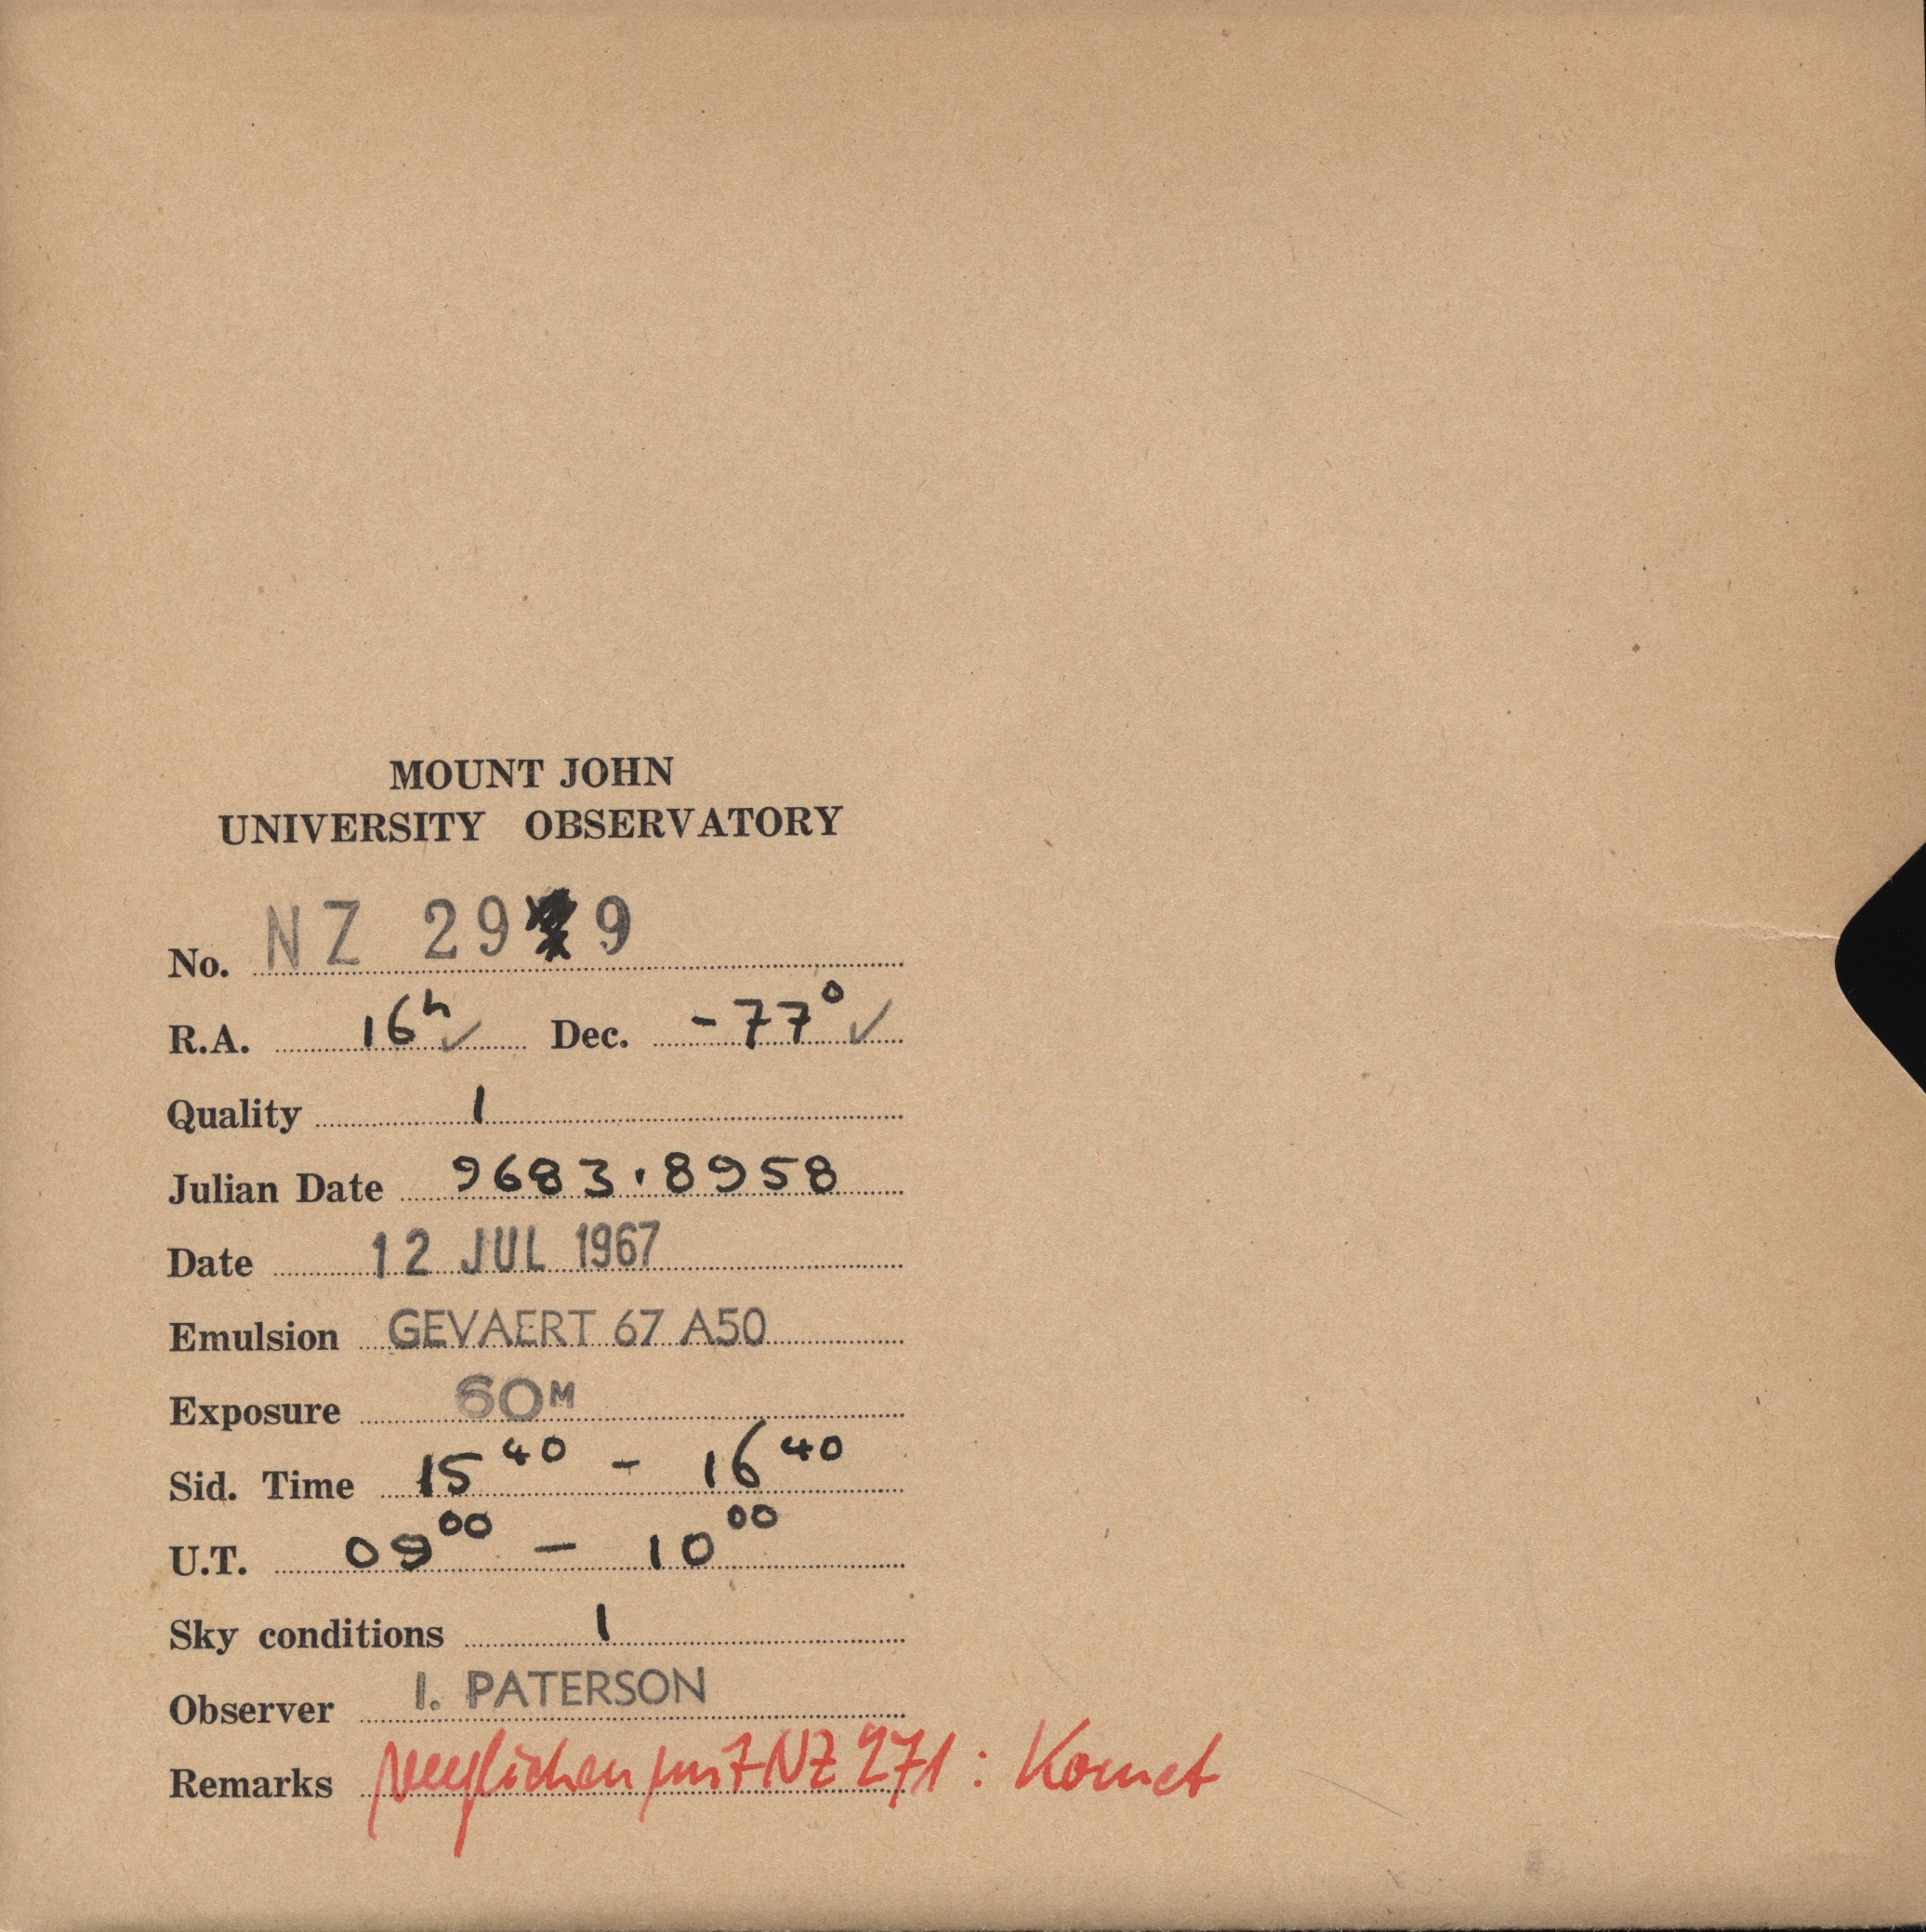 MOUNT JOHN
UNIVERSITY OBSERVATORY
No. NZ 29 9
R.A. 16h ✓ Dec. -77° ✓
Quality 1
Julian Date 9683.8958
Date 12 JUL 1967
Emulsion GEVAERT 67 A50
Exposure 60M
Sid. Time 15 40 - 16 40
U.T. 09 00 - 10 00
Sky conditions 1
Observer I. PATERSON
Remarks verglichen mit NZ 271 : Komet